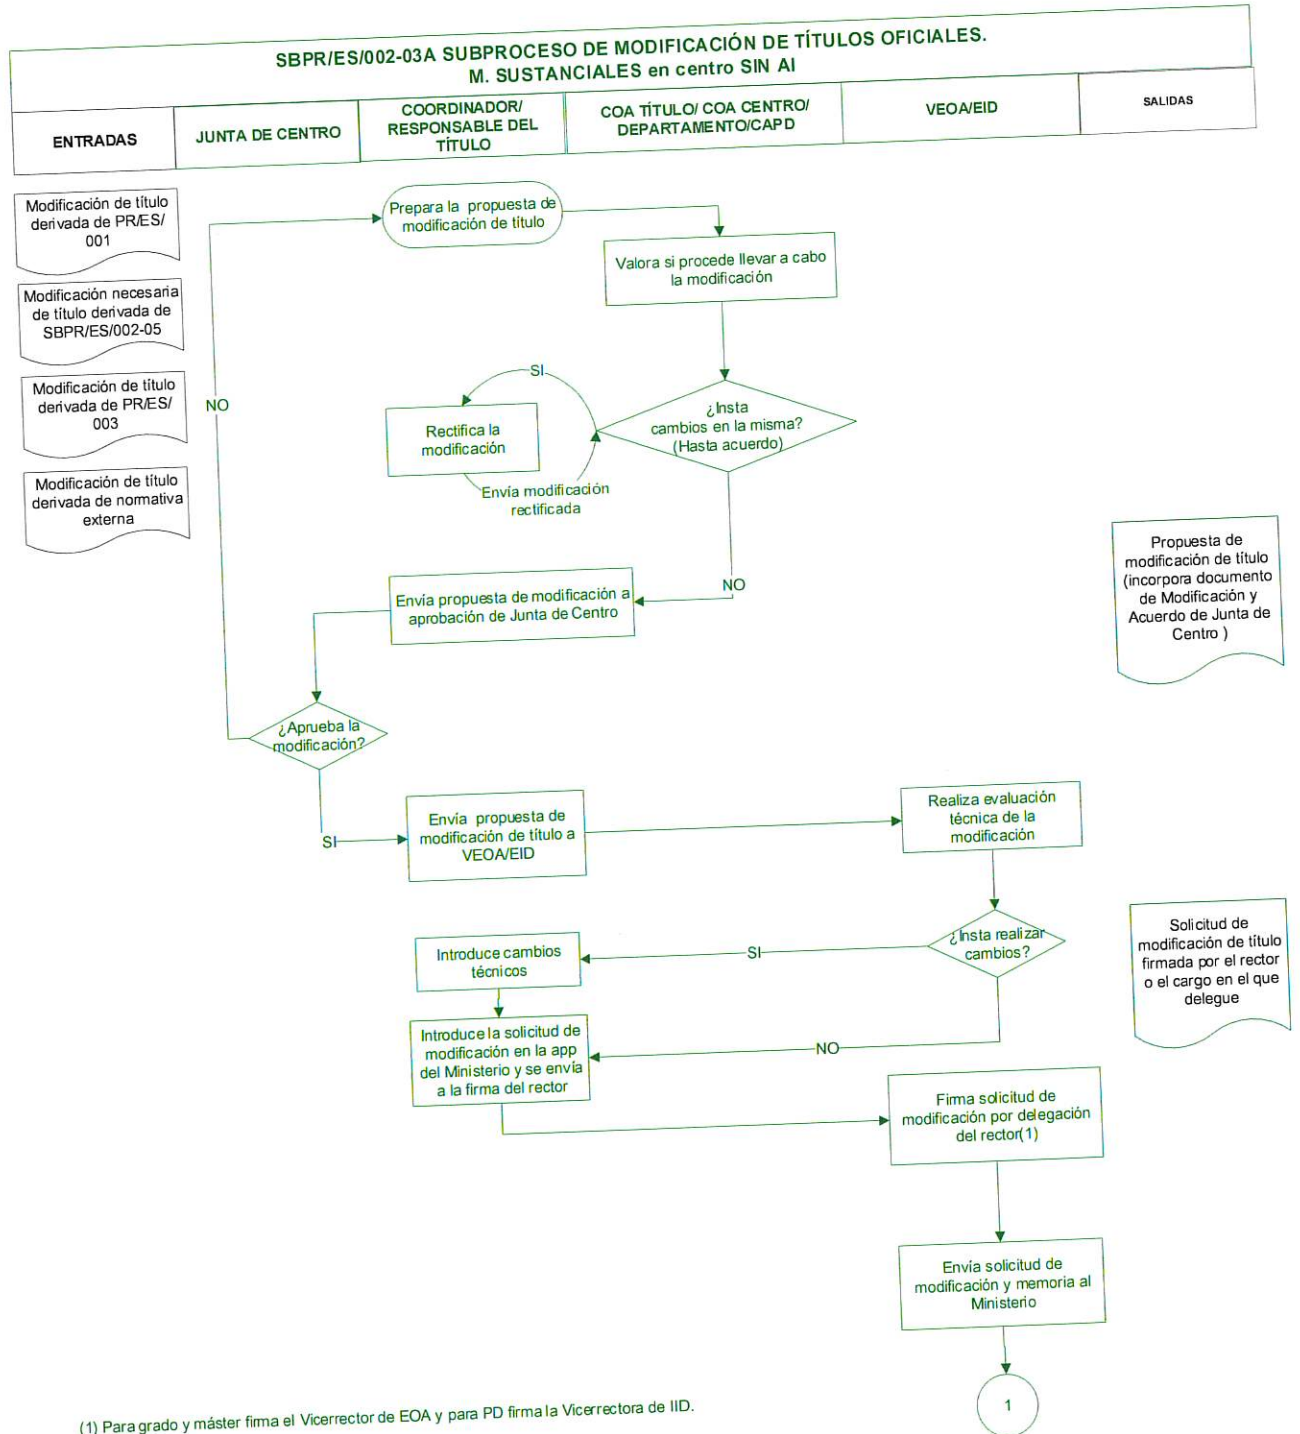 SBPR/ES/002-03A SUBPROCESO DE MODIFICACIÓN DE TÍTULOS OFICIALES.
M. SUSTANCIALES en centro SIN AI
ENTRADAS
JUNTA DE CENTRO
COORDINADOR/
RESPONSABLE DEL
TÍTULO
COA TÍTULO/ COA CENTRO/
DEPARTAMENTO/CAPD
VEOA/EID
SALIDAS
Modificación de título
derivada de PR/ES/
001
Modificación necesaria
de título derivada de
SBPR/ES/002-05
Modificación de título
derivada de PR/ES/
003
Modificación de título
derivada de normativa
externa
Prepara la propuesta de
modificación de título
Valora si procede llevar a cabo
la modificación
¿Insta
cambios en la misma?
(Hasta acuerdo)
SI
Rectifica la
modificación
Envía modificación
rectificada
NO
NO
Envía propuesta de modificación a
aprobación de Junta de Centro
Propuesta de
modificación de título
(incorpora documento
de Modificación y
Acuerdo de Junta de
Centro )
¿Aprueba la
modificación?
SI
Envía propuesta de
modificación de título a
VEOA/EID
Realiza evaluación
técnica de la
modificación
¿Insta realizar
cambios?
SI
Introduce cambios
técnicos
NO
Introduce la solicitud de
modificación en la app
del Ministerio y se envía
a la firma del rector
Solicitud de
modificación de título
firmada por el rector
o el cargo en el que
delegue
Firma solicitud de
modificación por delegación
del rector(1)
Envía solicitud de
modificación y memoria al
Ministerio
1
(1) Para grado y máster firma el Vicerrector de EOA y para PD firma la Vicerrectora de IID.